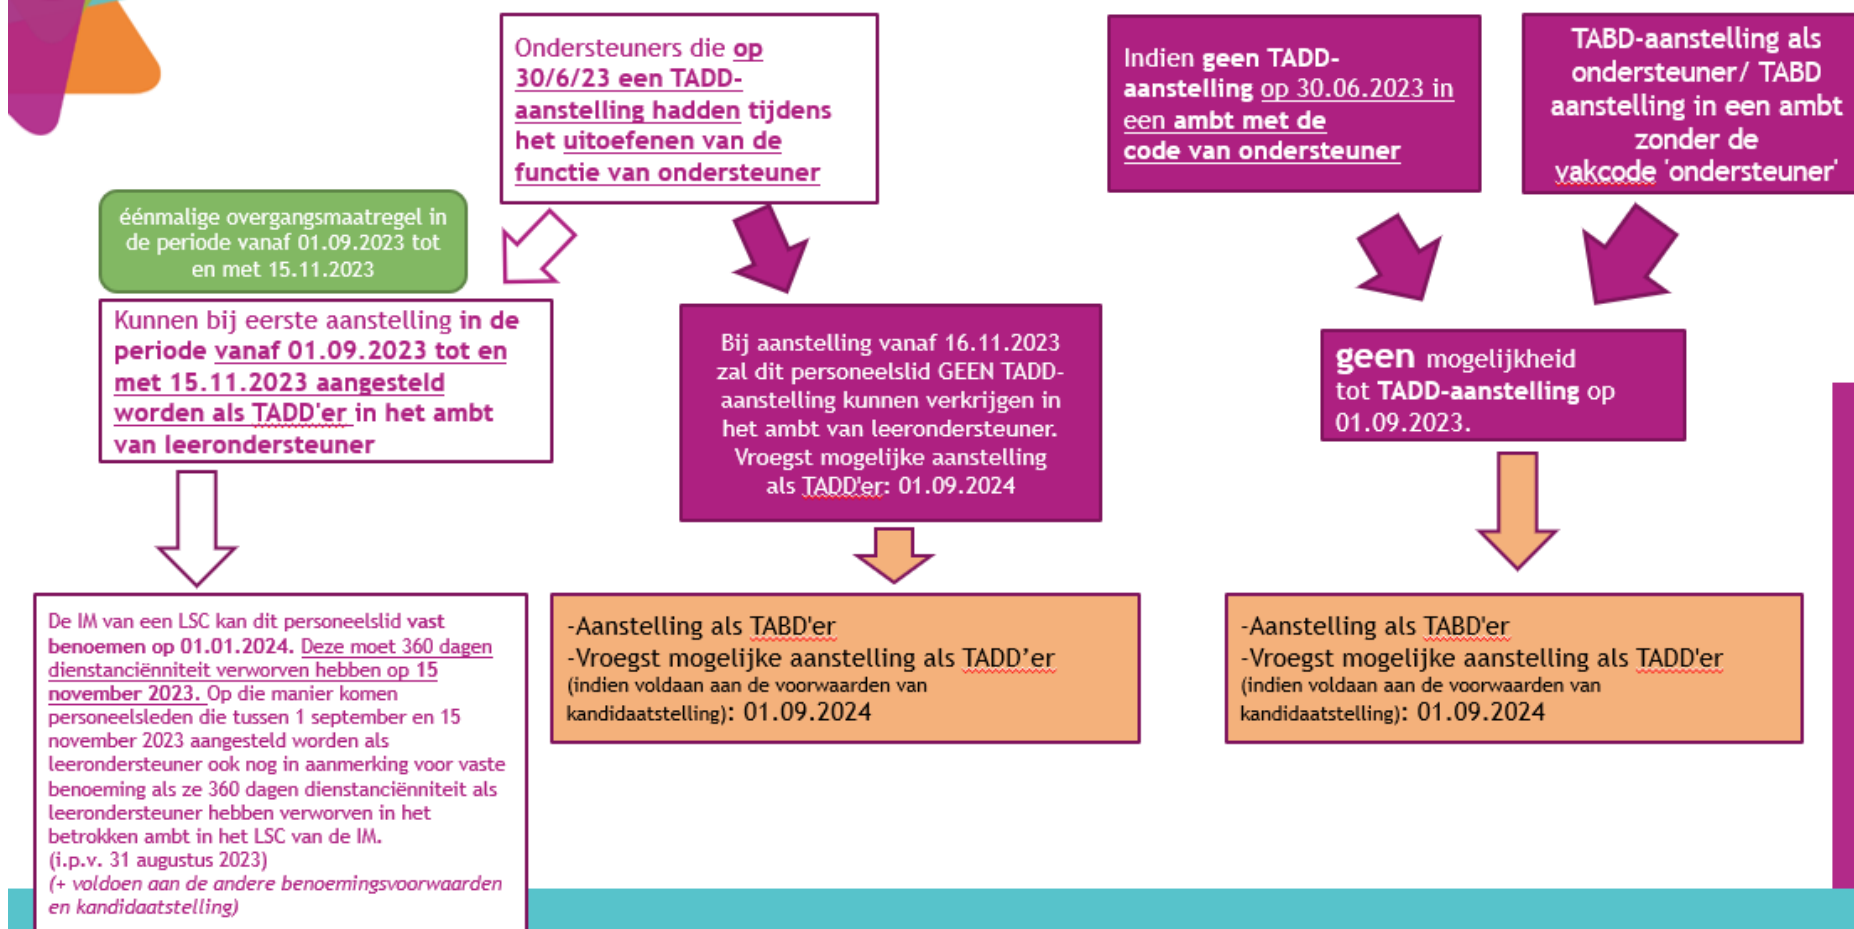 Ondersteuners die op
30/6/23 een TADD-
aanstelling hadden tijdens
het uitoefenen van de
functie van ondersteuner
Indien geen TADD-
aanstelling op 30.06.2023 in
een ambt met de
code van ondersteuner
TABD-aanstelling als
ondersteuner/ TABD
aanstelling in een ambt
zonder de
vakcode 'ondersteuner'
éénmalige overgangsmaatregel in
de periode vanaf 01.09.2023 tot
en met 15.11.2023
Kunnen bij eerste aanstelling in de
periode vanaf 01.09.2023 tot en
met 15.11.2023 aangesteld
worden als TADD'er in het ambt
van leerondersteuner
Bij aanstelling vanaf 16.11.2023
zal dit personeelslid GEEN TADD-
aanstelling kunnen verkrijgen in
het ambt van leerondersteuner.
Vroegst mogelijke aanstelling
als TADD'er: 01.09.2024
geen mogelijkheid
tot TADD-aanstelling op
01.09.2023.
De IM van een LSC kan dit personeelslid vast
benoemen op 01.01.2024. Deze moet 360 dagen
dienstanciënniteit verworven hebben op 15
november 2023. Op die manier komen
personeelsleden die tussen 1 september en 15
november 2023 aangesteld worden als
leerondersteuner ook nog in aanmerking voor vaste
benoeming als ze 360 dagen dienstanciënniteit als
leerondersteuner hebben verworven in het
betrokken ambt in het LSC van de IM.
(i.p.v. 31 augustus 2023)
(+ voldoen aan de andere benoemingsvoorwaarden
en kandidaatstelling)
-Aanstelling als TABD'er
-Vroegst mogelijke aanstelling als TADD’er
(indien voldaan aan de voorwaarden van
kandidaatstelling): 01.09.2024
-Aanstelling als TABD'er
-Vroegst mogelijke aanstelling als TADD'er
(indien voldaan aan de voorwaarden van
kandidaatstelling): 01.09.2024